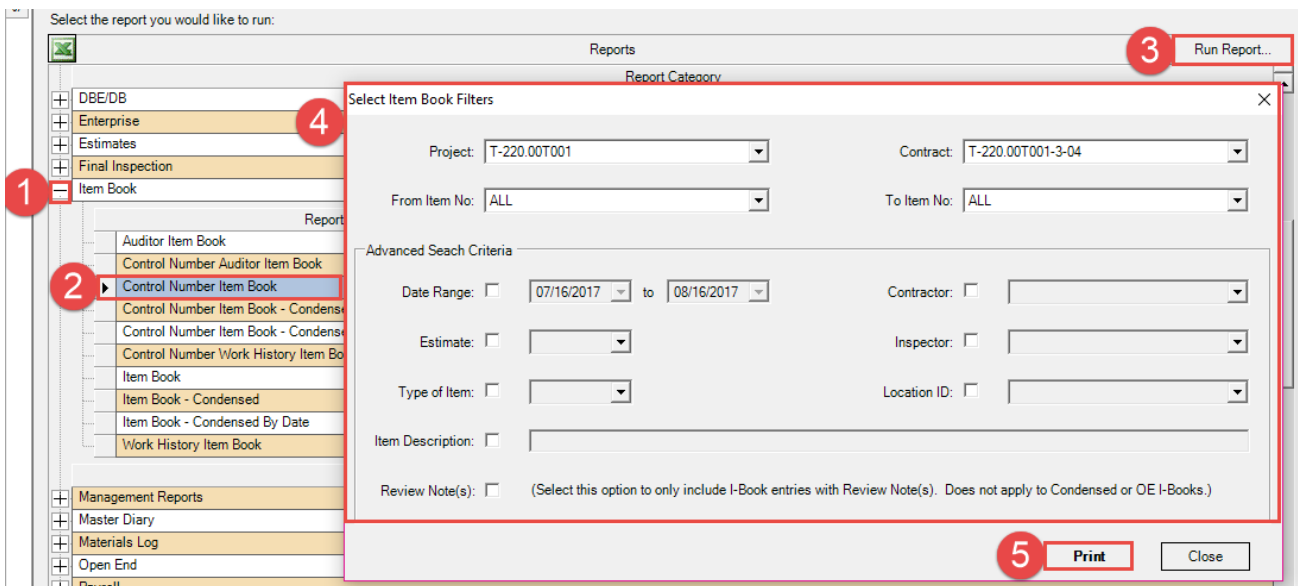 Select the report you would like to run:
Reports
3
Run Report...
Report Category
DBE/DB
Enterprise
Estimates
Final Inspection
1
Item Book
Report
Auditor Item Book
Control Number Auditor Item Book
2
Control Number Item Book
Control Number Item Book - Condense
Control Number Item Book - Condense
Control Number Work History Item Bo
Item Book
Item Book - Condensed
Item Book - Condensed By Date
Work History Item Book
Management Reports
Master Diary
Materials Log
Open End
Payroll
4
Select Item Book Filters
Project: T-220.00T001 Contract: T-220.00T001-3-04
From Item No: ALL To Item No: ALL
Advanced Seach Criteria
Date Range: 07/16/2017 to 08/16/2017 Contractor:
Estimate: Inspector:
Type of Item: Location ID:
Item Description:
Review Note(s): (Select this option to only include I-Book entries with Review Note(s). Does not apply to Condensed or OE I-Books.)
5 Print Close